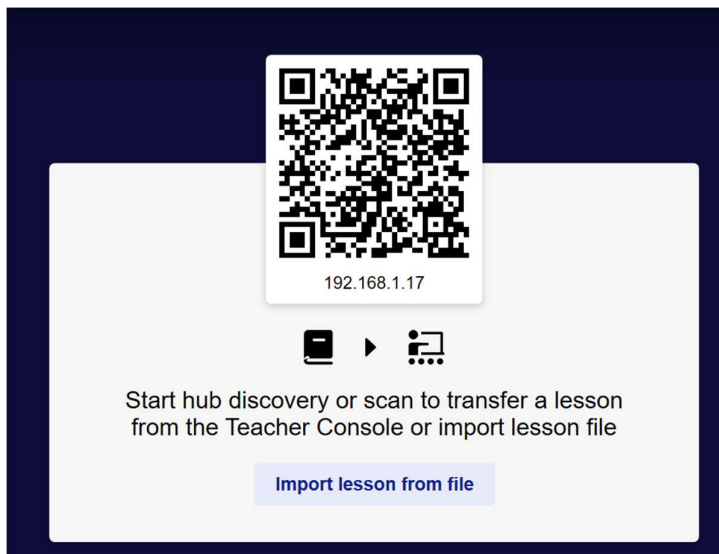 192.168.1.17
Start hub discovery or scan to transfer a lesson
from the Teacher Console or import lesson file
Import lesson from file